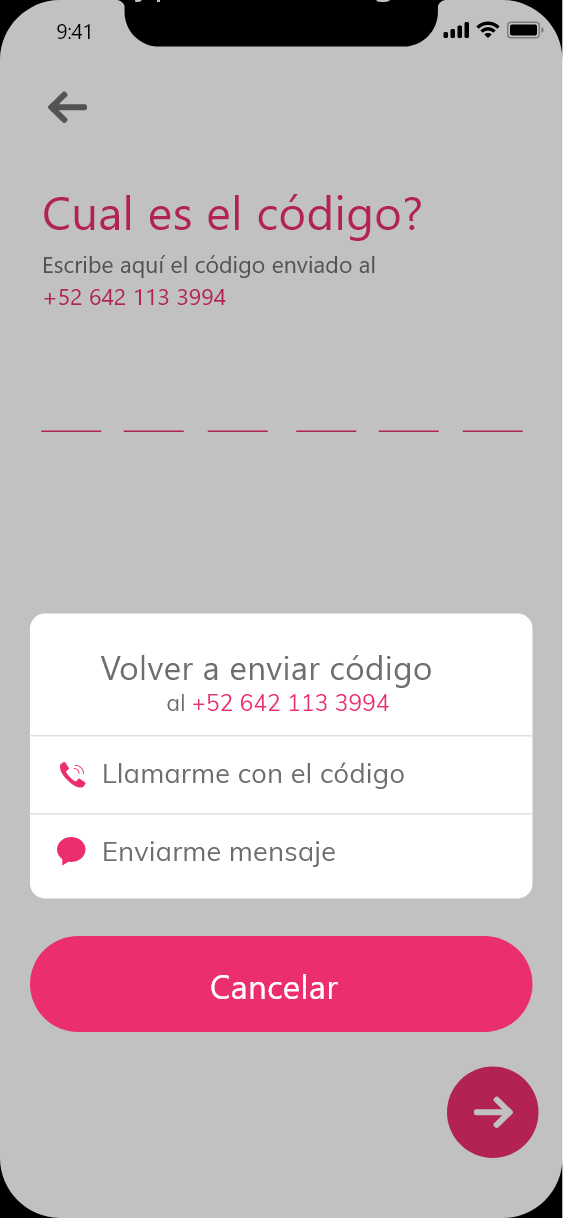 9:41
Cual es el código?
Escribe aquí el código enviado al
+52 642 113 3994
Volver a enviar código
al +52 642 113 3994
Llamarme con el código
Enviarme mensaje
Cancelar